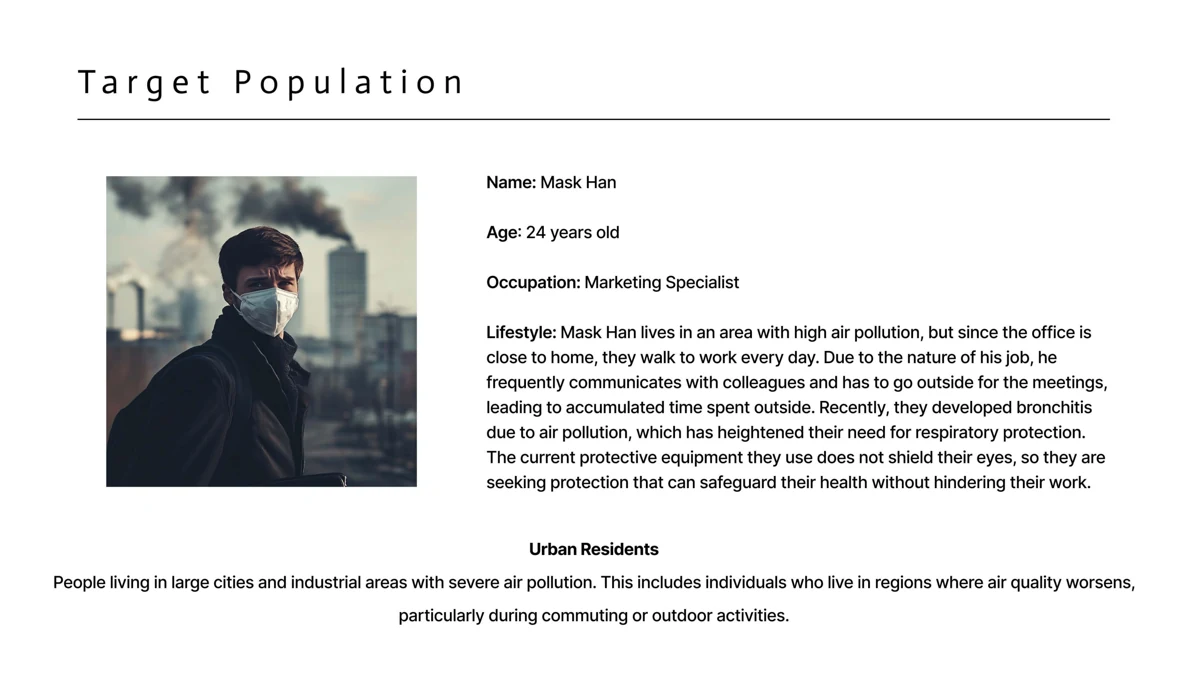 Target Population
Name: Mask Han
Age: 24 years old
Occupation: Marketing Specialist
Lifestyle: Mask Han lives in an area with high air pollution, but since the office is
close to home, they walk to work every day. Due to the nature of his job, he
frequently communicates with colleagues and has to go outside for the meetings,
leading to accumulated time spent outside. Recently, they developed bronchitis
due to air pollution, which has heightened their need for respiratory protection.
The current protective equipment they use does not shield their eyes, so they are
seeking protection that can safeguard their health without hindering their work.
Urban Residents
People living in large cities and industrial areas with severe air pollution. This includes individuals who live in regions where air quality worsens,
particularly during commuting or outdoor activities.